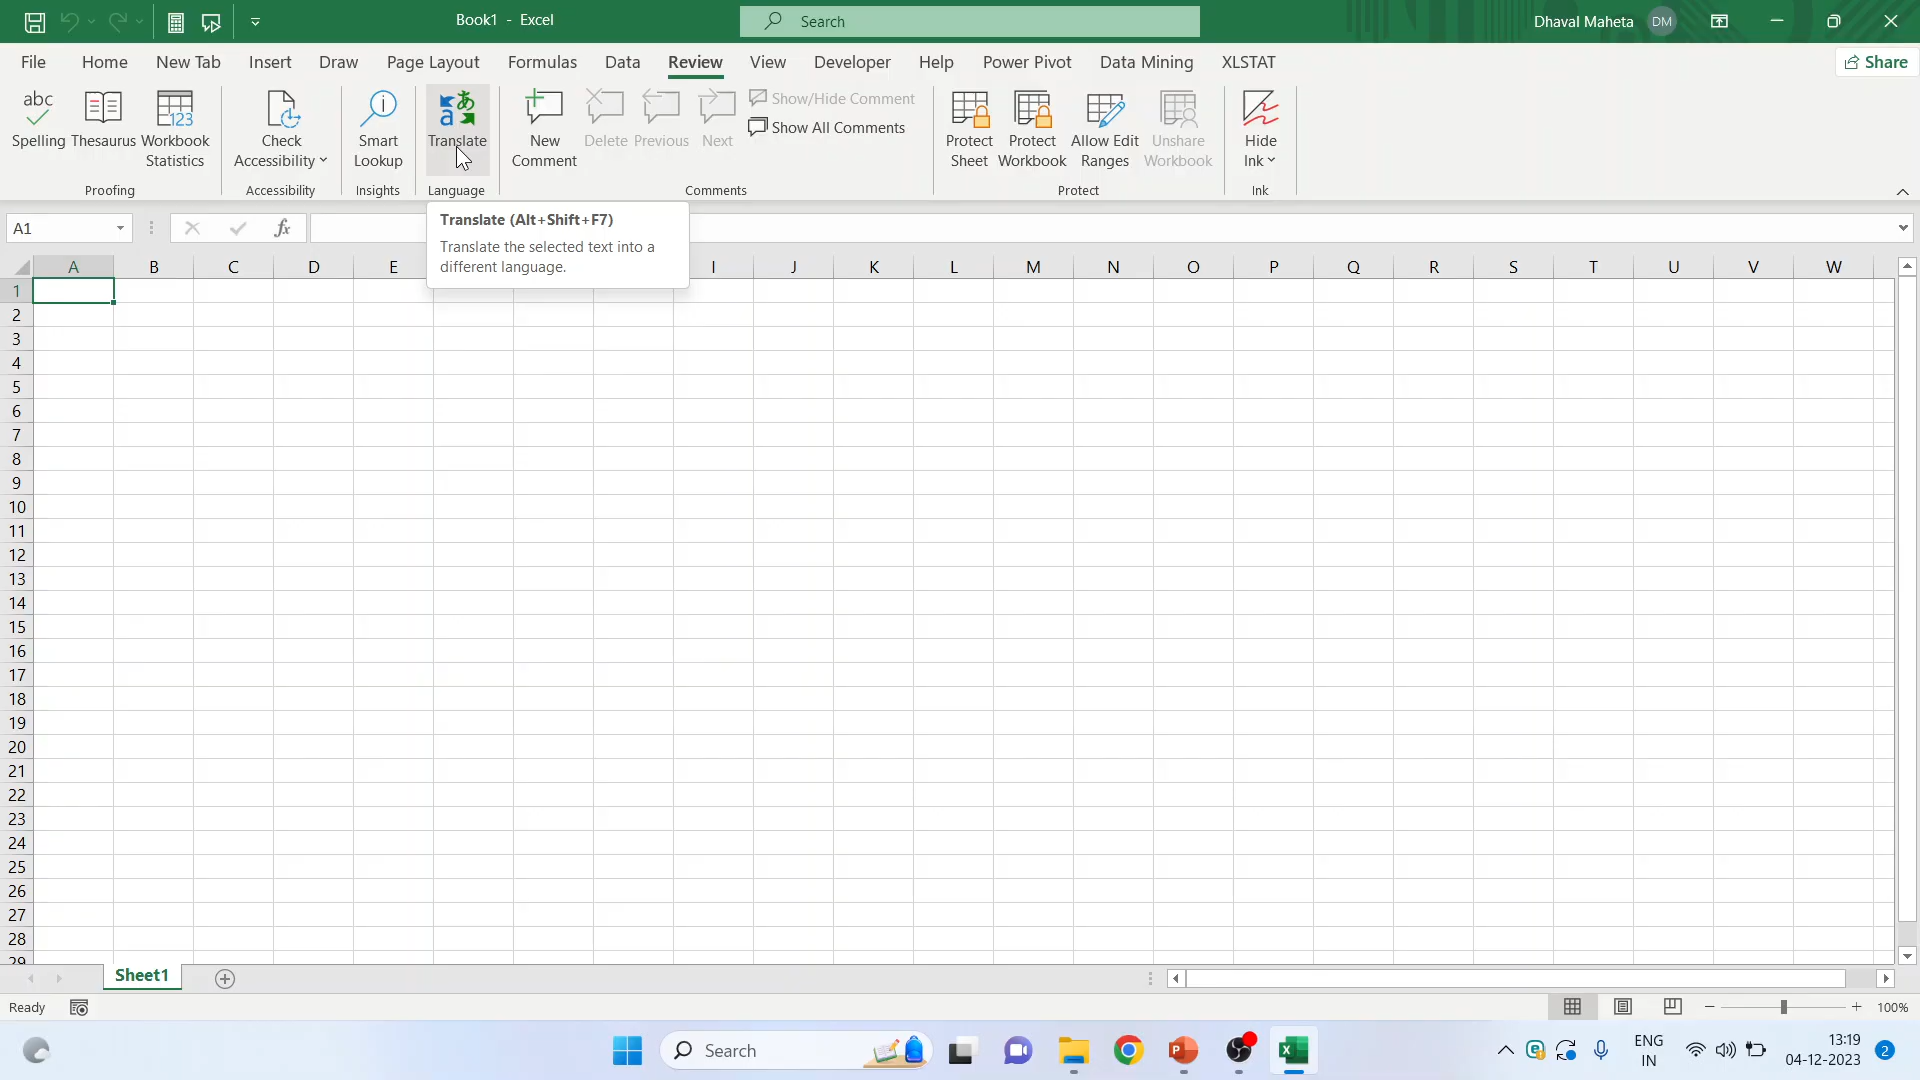 Book1 - Excel
Search
Dhaval Maheta
DM
File Home New Tab Insert Draw Page Layout Formulas Data Review View Developer Help Power Pivot Data Mining XLSTAT
Share
abc
Spelling
Thesaurus
123
Workbook
Statistics
Proofing
Check
Accessibility
Accessibility
Smart
Lookup
Insights
a あ
Translate
Language
New
Comment
Delete
Previous
Next
Show/Hide Comment
Show All Comments
Comments
Protect
Sheet
Protect
Workbook
Allow Edit
Ranges
Unshare
Workbook
Protect
Hide
Ink
Ink
A1
fx
Translate (Alt+Shift+F7)
Translate the selected text into a
different language.
A B C D E I J K L M N O P Q R S T U V W
1
2
3
4
5
6
7
8
9
10
11
12
13
14
15
16
17
18
19
20
21
22
23
24
25
26
27
28
29
Sheet1
Ready
100%
Search
P
X
ENG
IN
13:19
04-12-2023
2